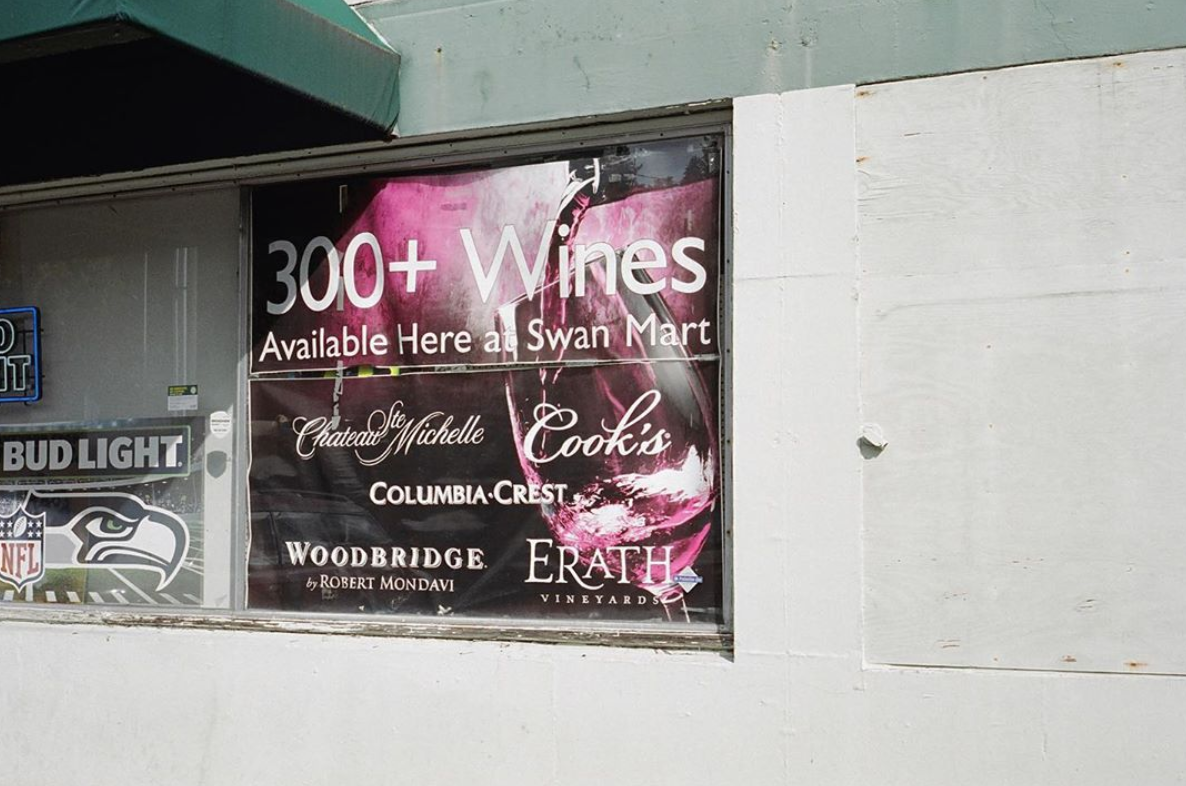 300+ Wines
Available Here at Swan Mart
Chateau Ste Michelle
Cook's
COLUMBIA·CREST
WOODBRIDGE
by ROBERT MONDAVI
ERATH
VINEYARDS
BUD LIGHT
NFL